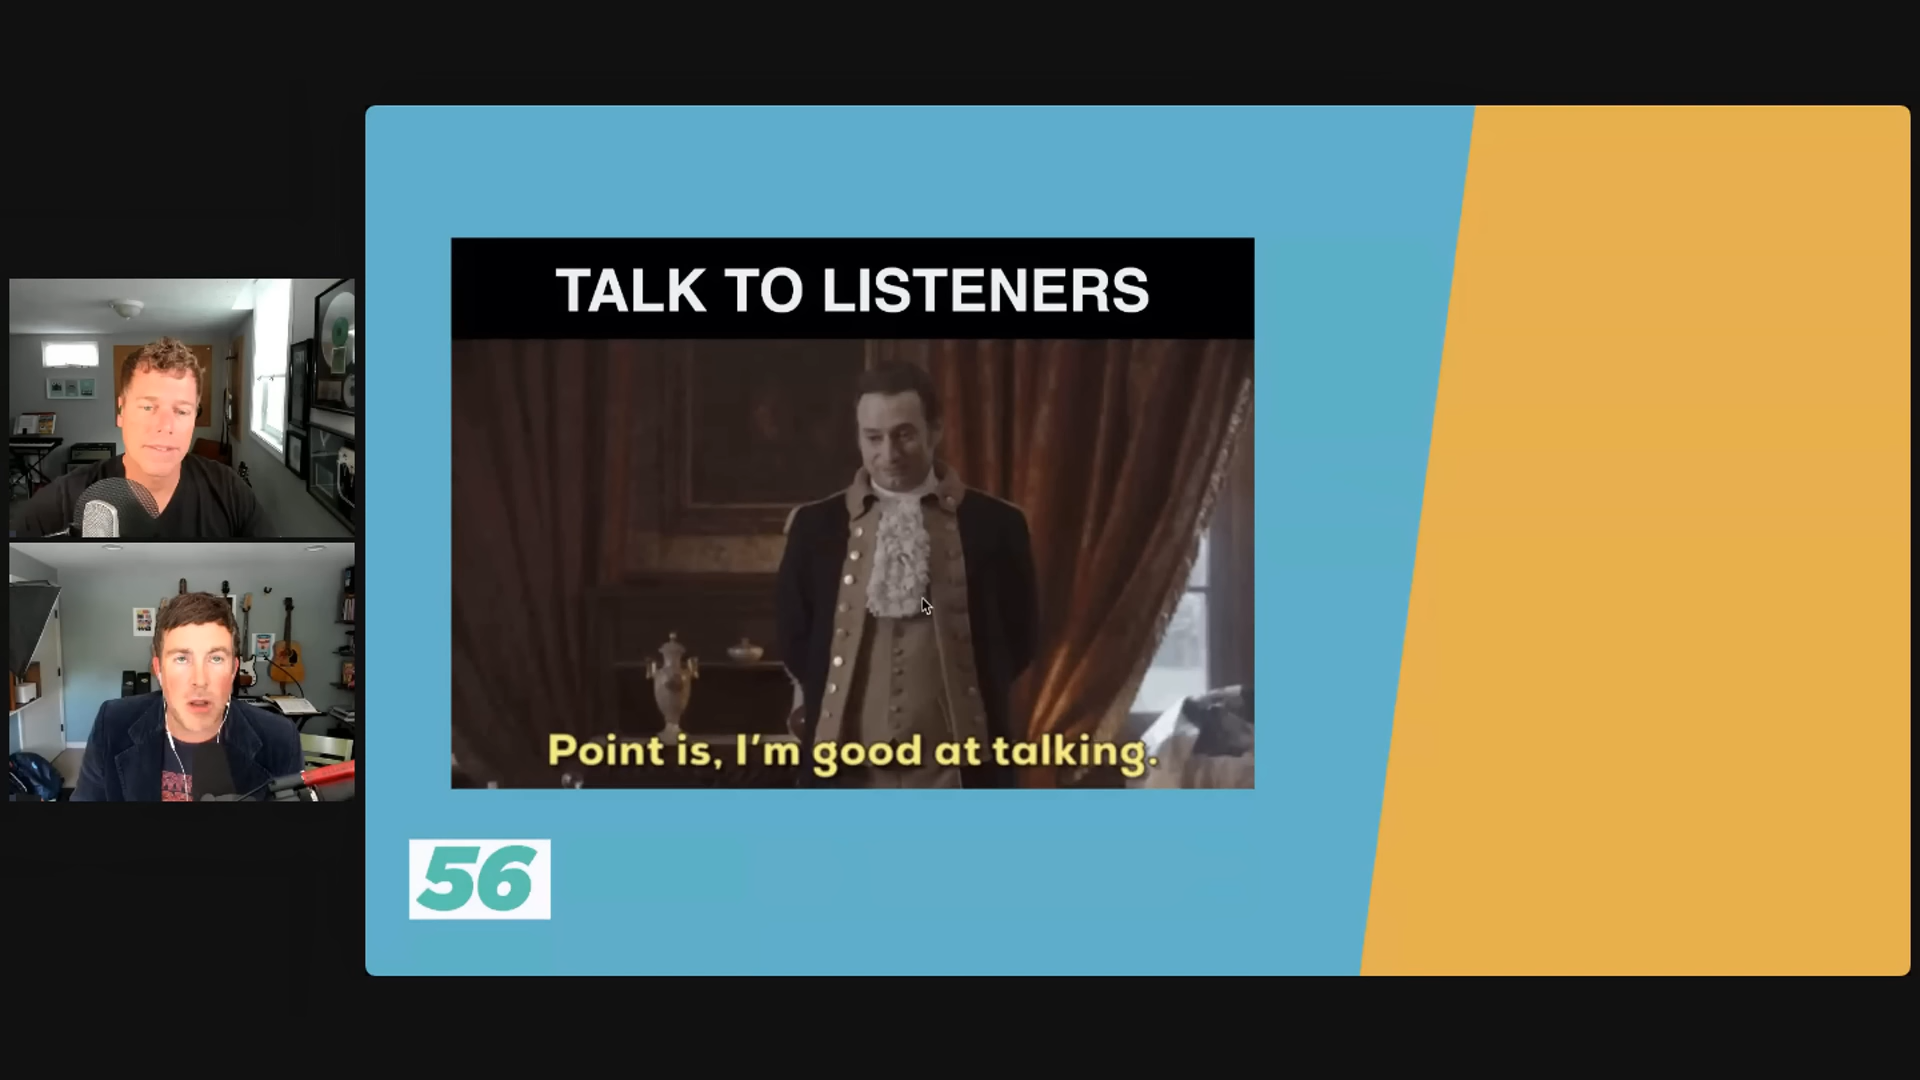 TALK TO LISTENERS
Point is, I'm good at talking.
56